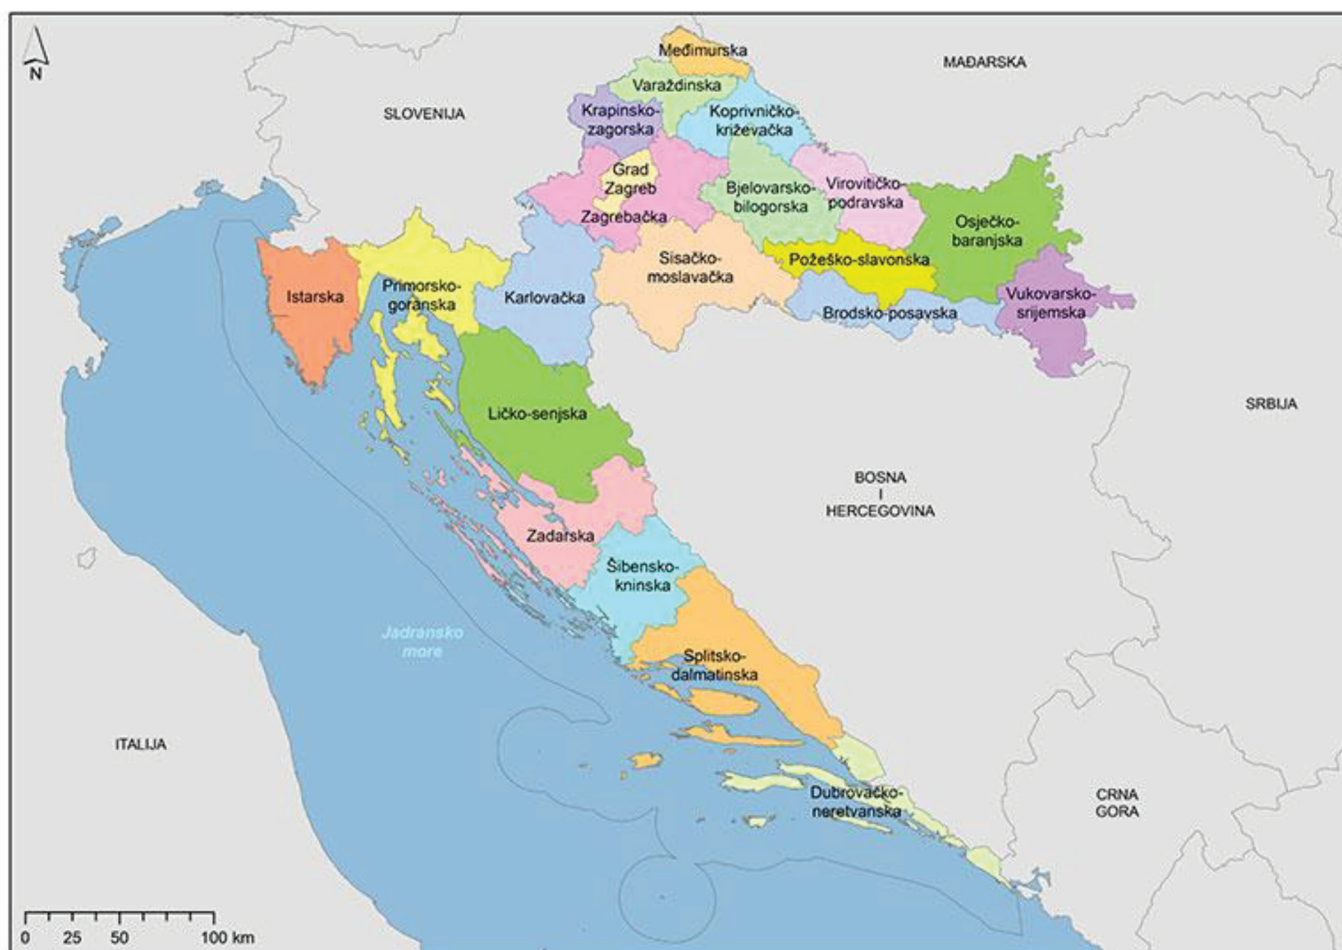 N
Međimurska
MAĐARSKA
Varaždinska
SLOVENIJA
Krapinsko-
zagorska
Koprivničko-
križevačka
Grad
Zagreb
Zagrebačka
Bjelovarsko-
bilogorska
Virovitičko-
podravska
Osječko-
baranjska
Sisačko-
moslavačka
Požeško-slavonska
Istarska
Primorsko-
goranska
Karlovačka
Brodsko-posavska
Vukovarsko-
srijemska
Ličko-senjska
SRBIJA
BOSNA
I
HERCEGOVINA
Zadarska
Šibensko-
kninska
Jadransko
more
Splitsko-
dalmatinska
ITALIJA
Dubrovačko-
neretvanska
CRNA
GORA
0 25 50 100 km